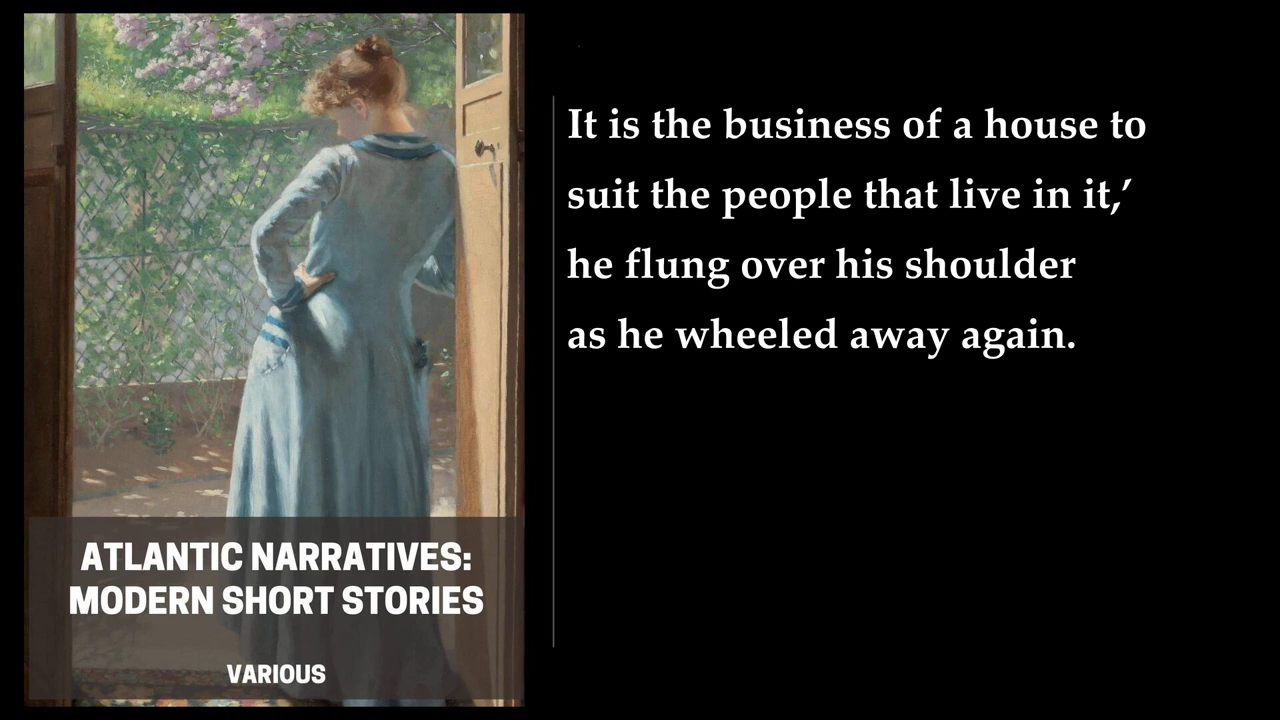 It is the business of a house to
suit the people that live in it,’
he flung over his shoulder
as he wheeled away again.
ATLANTIC NARRATIVES:
MODERN SHORT STORIES
VARIOUS